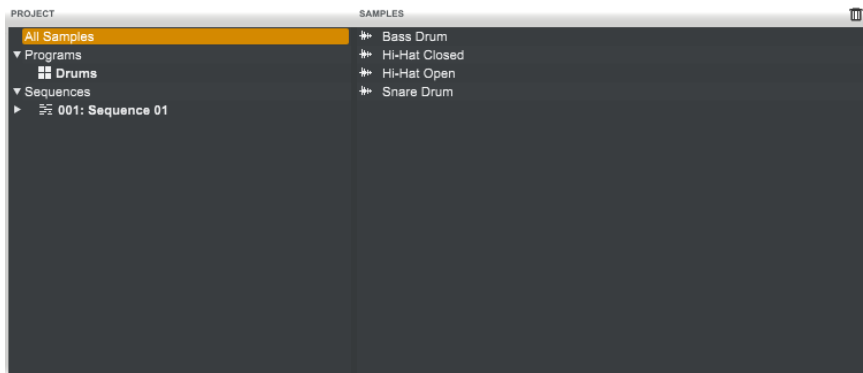 PROJECT
All Samples
Programs
Drums
Sequences
001: Sequence 01
SAMPLES
Bass Drum
Hi-Hat Closed
Hi-Hat Open
Snare Drum